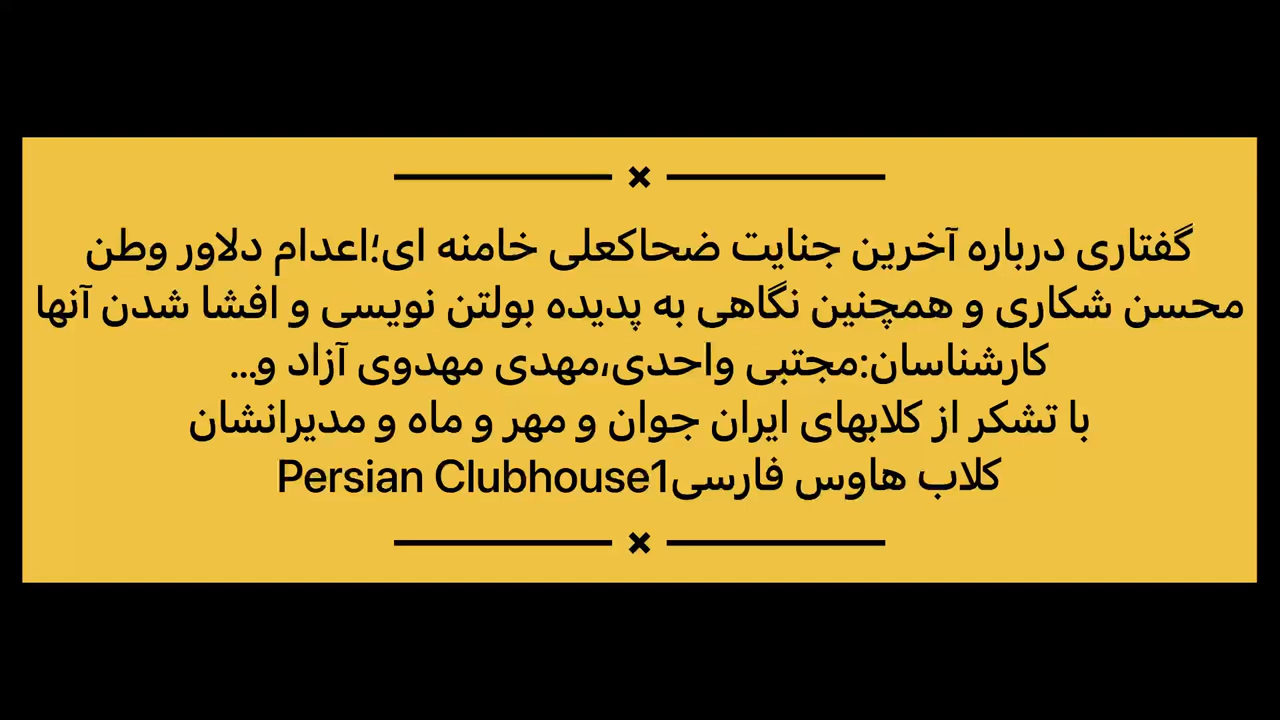 گفتاری درباره آخرین جنایت ضحاکعلی خامنه ای؛اعدام دلاور وطن
محسن شکاری و همچنین نگاهی به پدیده بولتن نویسی و افشا شدن آنها
کارشناسان:مجتبی واحدی،مهدی مهدوی آزاد و...
با تشکر از کلابهای ایران جوان و مهر و ماه و مدیرانشان
کلاب هاوس فارسی1Persian Clubhouse